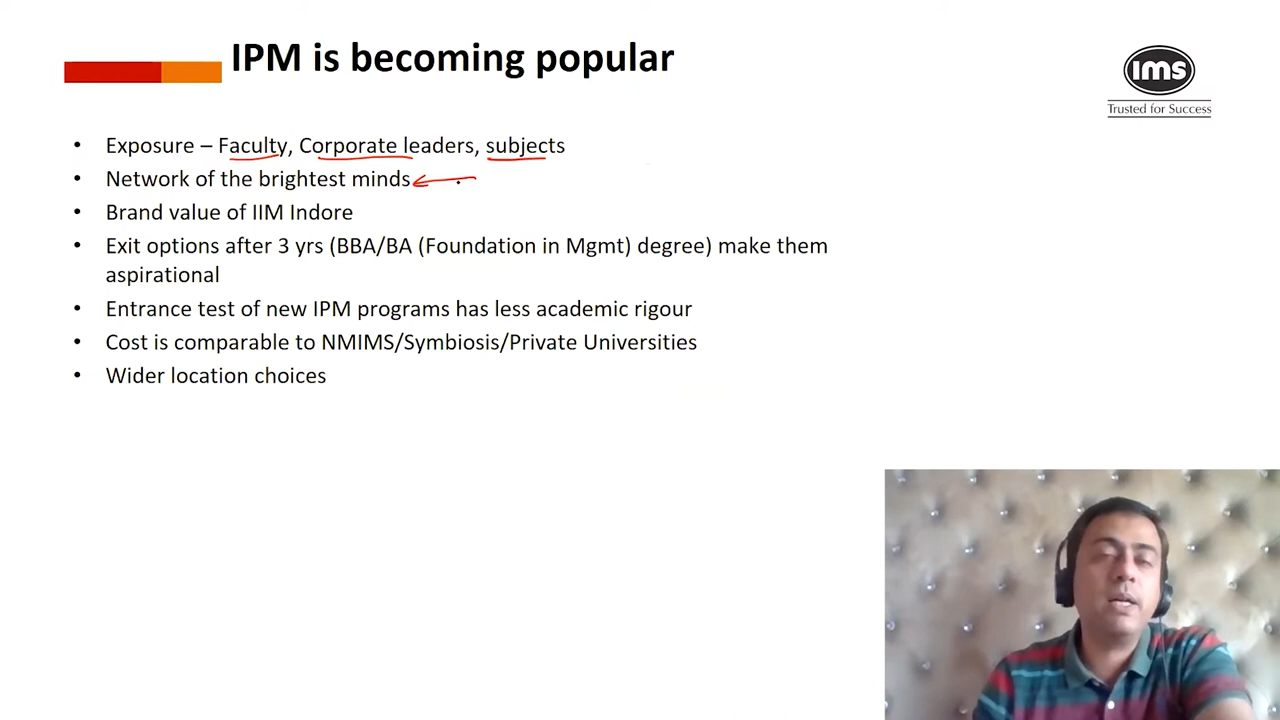 IPM is becoming popular
ims
Trusted for Success
• Exposure – Faculty, Corporate leaders, subjects
• Network of the brightest minds
• Brand value of IIM Indore
• Exit options after 3 yrs (BBA/BA (Foundation in Mgmt) degree) make them
aspirational
• Entrance test of new IPM programs has less academic rigour
• Cost is comparable to NMIMS/Symbiosis/Private Universities
• Wider location choices